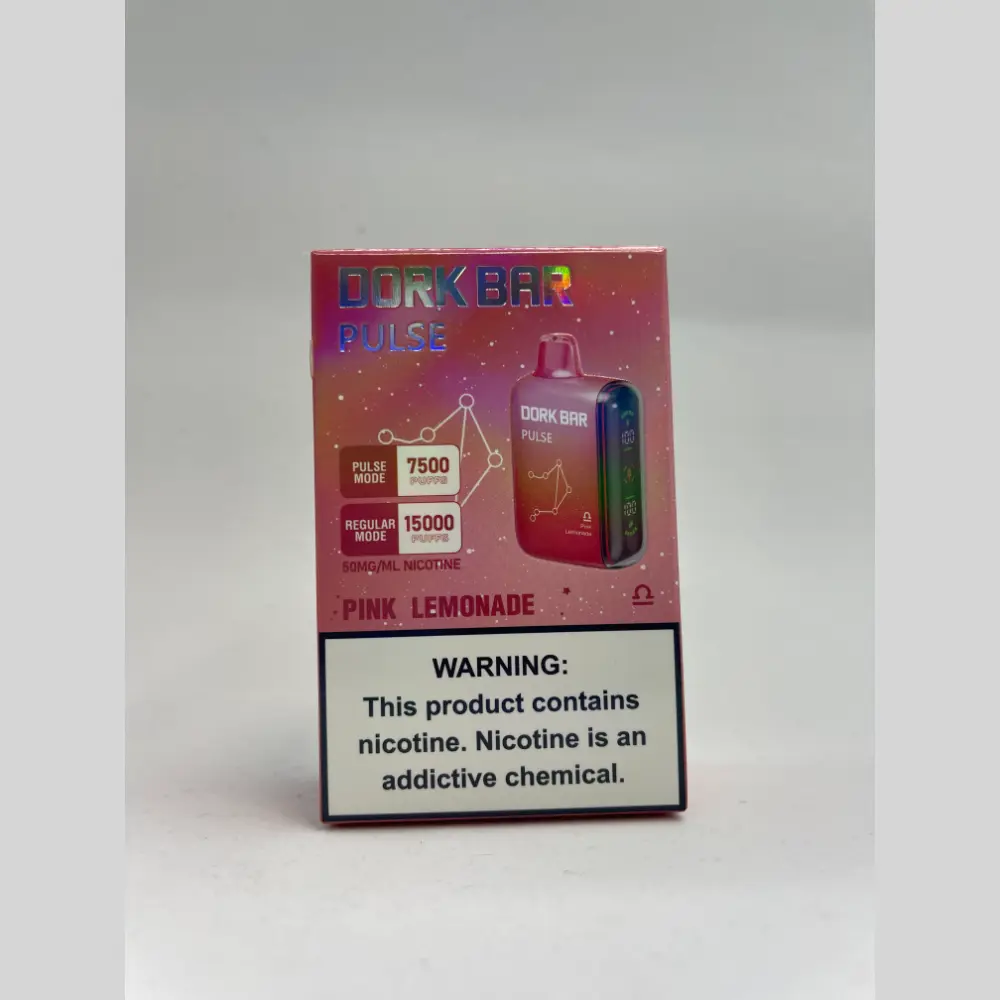 DORK BAR
PULSE
DORK BAR
PULSE
PULSE
MODE
7500
PUFFS
REGULAR
MODE
15000
PUFFS
50MG/ML NICOTINE
PINK LEMONADE
WARNING:
This product contains
nicotine. Nicotine is an
addictive chemical.